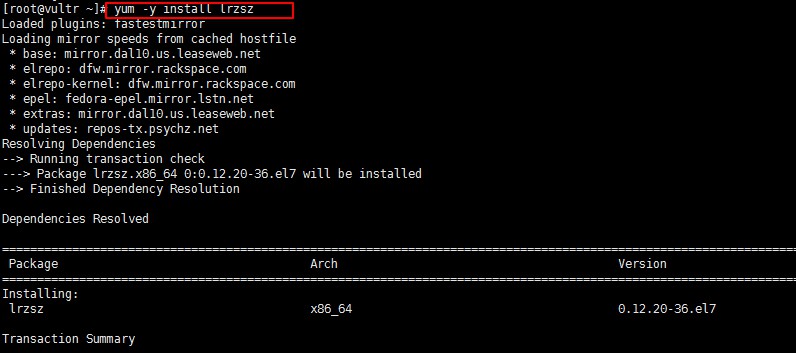 [root@vultr ~]# yum -y install lrzsz
Loaded plugins: fastestmirror
Loading mirror speeds from cached hostfile
 * base: mirror.dal10.us.leaseweb.net
 * elrepo: dfw.mirror.rackspace.com
 * elrepo-kernel: dfw.mirror.rackspace.com
 * epel: fedora-epel.mirror.lstn.net
 * extras: mirror.dal10.us.leaseweb.net
 * updates: repos-tx.psychz.net
Resolving Dependencies
--> Running transaction check
---> Package lrzsz.x86_64 0:0.12.20-36.el7 will be installed
--> Finished Dependency Resolution
Dependencies Resolved
================================================================================
Package Arch Version
================================================================================
Installing:
lrzsz x86_64 0.12.20-36.el7
Transaction Summary